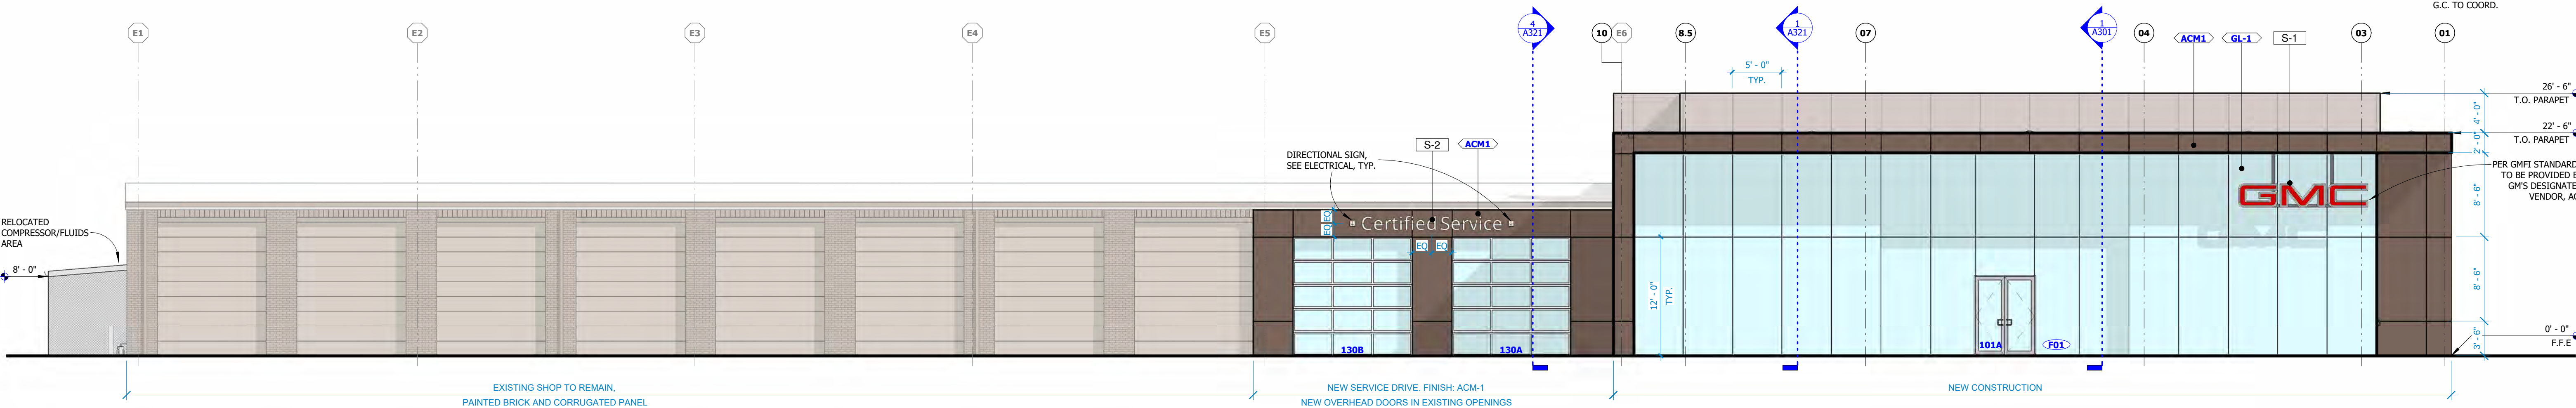 G.C. TO COORD.
E1
E2
E3
E4
E5
4
A321
10
E6
8.5
1
A321
07
1
A301
04
ACM1
GL-1
S-1
03
01
5' - 0"
TYP.
26' - 6"
T.O. PARAPET
4' - 0"
22' - 6"
T.O. PARAPET
2' - 0"
S-2
ACM1
DIRECTIONAL SIGN,
SEE ELECTRICAL, TYP.
PER GMFI STANDARD
TO BE PROVIDED
GM'S DESIGNATE
VENDOR,
GMC
8' - 6"
RELOCATED
COMPRESSOR/FLUIDS
AREA
EQ
EQ
Certified Service
EQ
EQ
8' - 0"
12' - 0"
TYP.
8' - 6"
130B
130A
101A
F01
0' - 0"
F.F.E
3' - 6"
EXISTING SHOP TO REMAIN,
PAINTED BRICK AND CORRUGATED PANEL
NEW SERVICE DRIVE. FINISH: ACM-1
NEW OVERHEAD DOORS IN EXISTING OPENINGS
NEW CONSTRUCTION